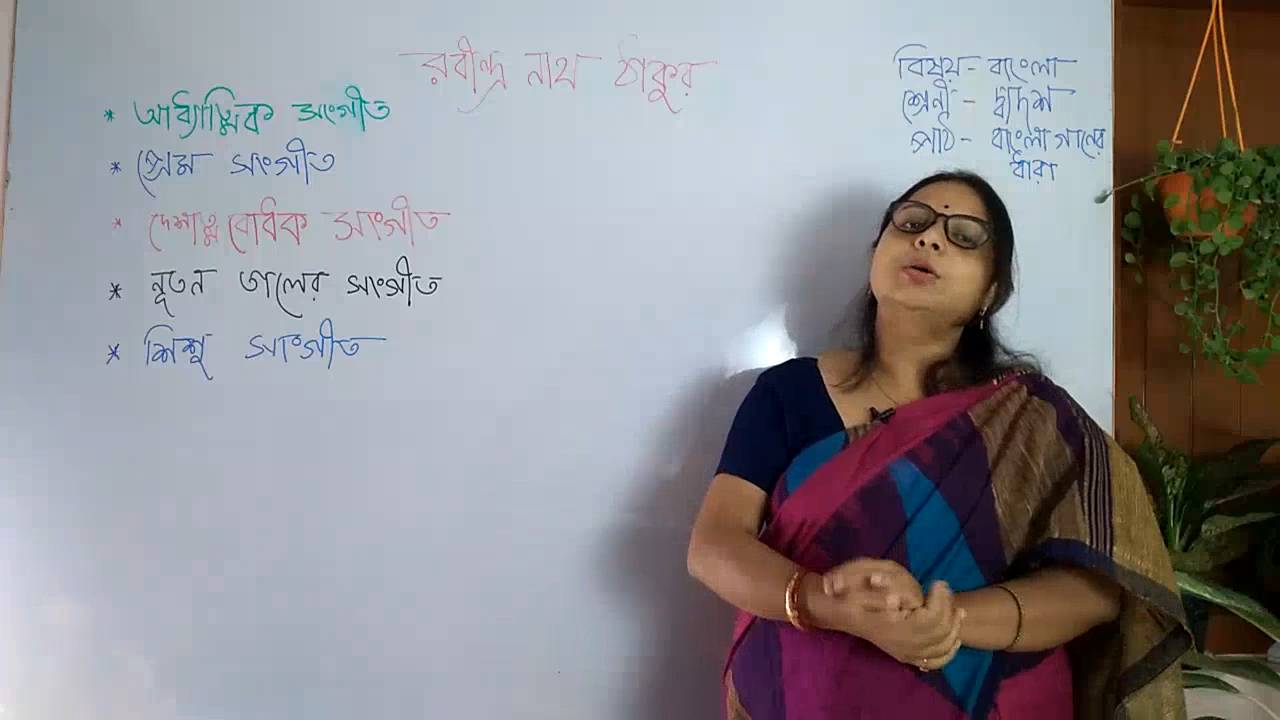 রবীন্দ্র নাথ ঠাকুর
* আধ্যাত্মিক সংগীত
* প্রেম সংগীত
* দেশাত্মবোধক সংগীত
* নূতন তালের সংগীত
* শিশু সংগীত
বিষয় - বাংলা
শ্রেনী - দ্বাদশ
পাঠ - বাংলা গানের
ধারা